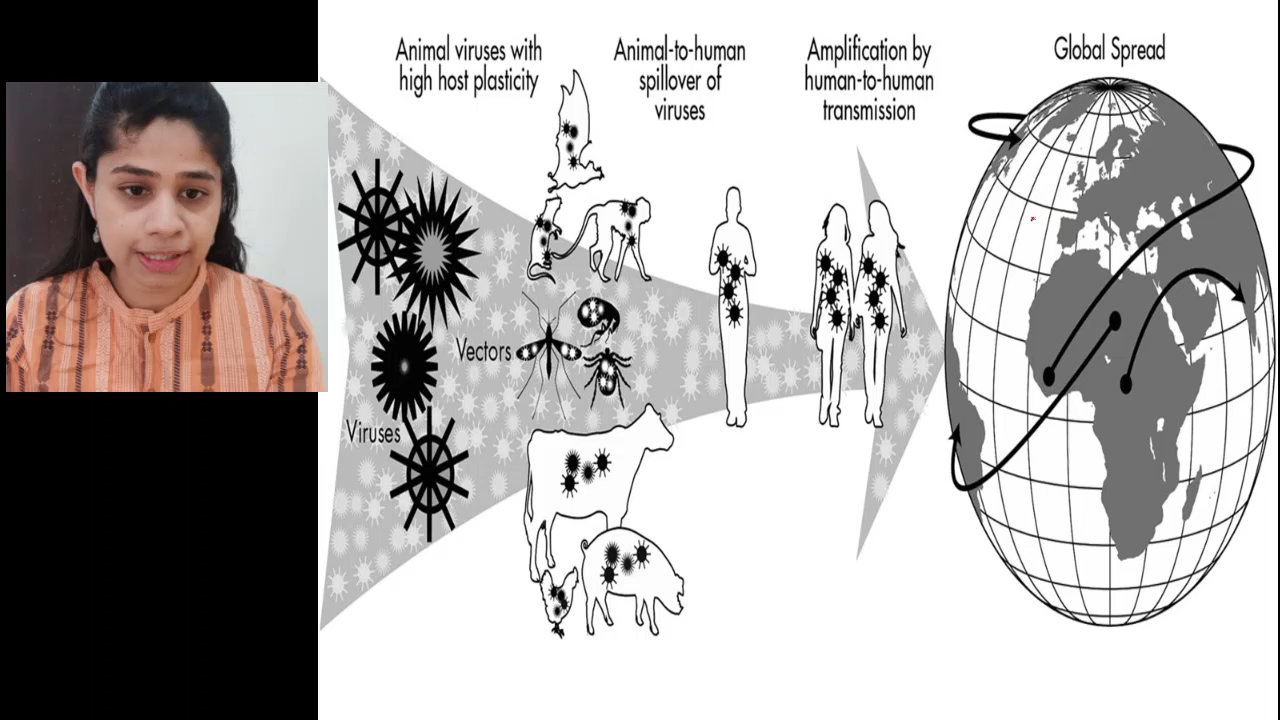 Animal viruses with
high host plasticity
Animal-to-human
spillover of
viruses
Amplification by
human-to-human
transmission
Global Spread
Vectors
Viruses